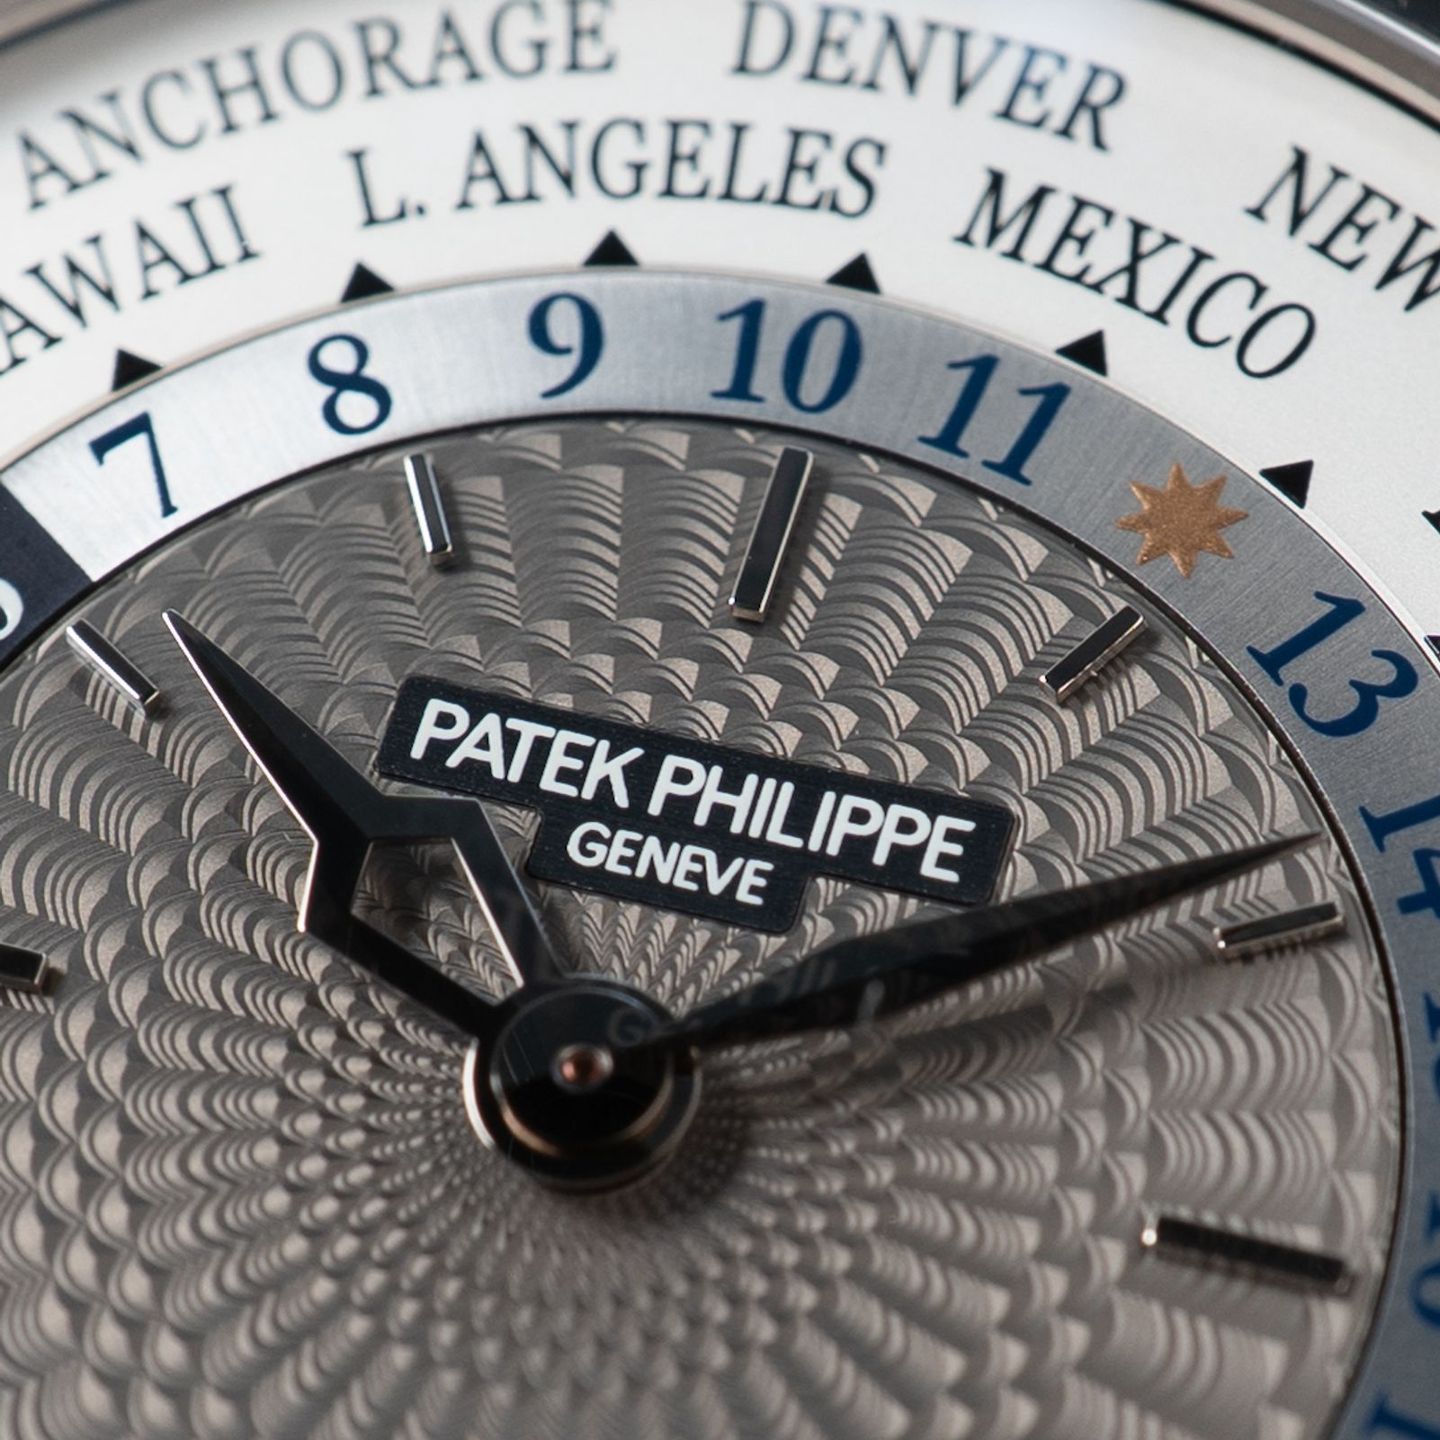 ANCHORAGE DENVER NEW
AWAII L. ANGELES MEXICO
7 8 9 10 11 13 14
PATEK PHILIPPE
GENEVE